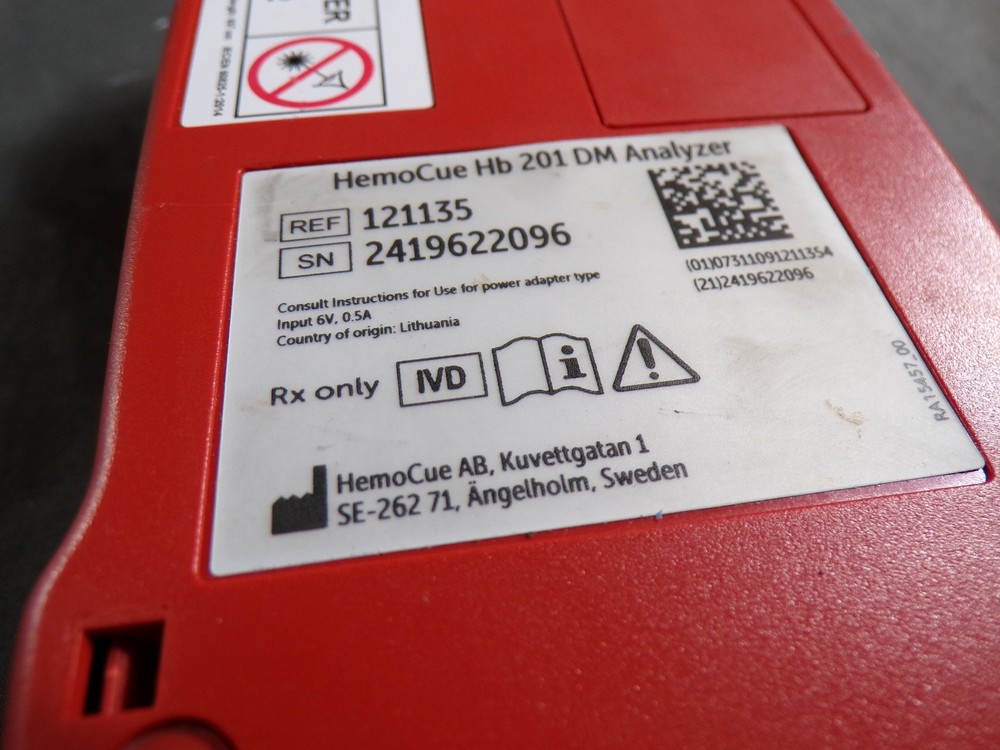 HemoCue Hb 201 DM Analyzer
REF 121135
SN 2419622096
(01)07311091211354
(21)2419622096
Consult Instructions for Use for power adapter type
Input 6V, 0.5A
Country of origin: Lithuania
Rx only IVD
RA15457_00
HemoCue AB, Kuvettgatan 1
SE-262 71, Ängelholm, Sweden